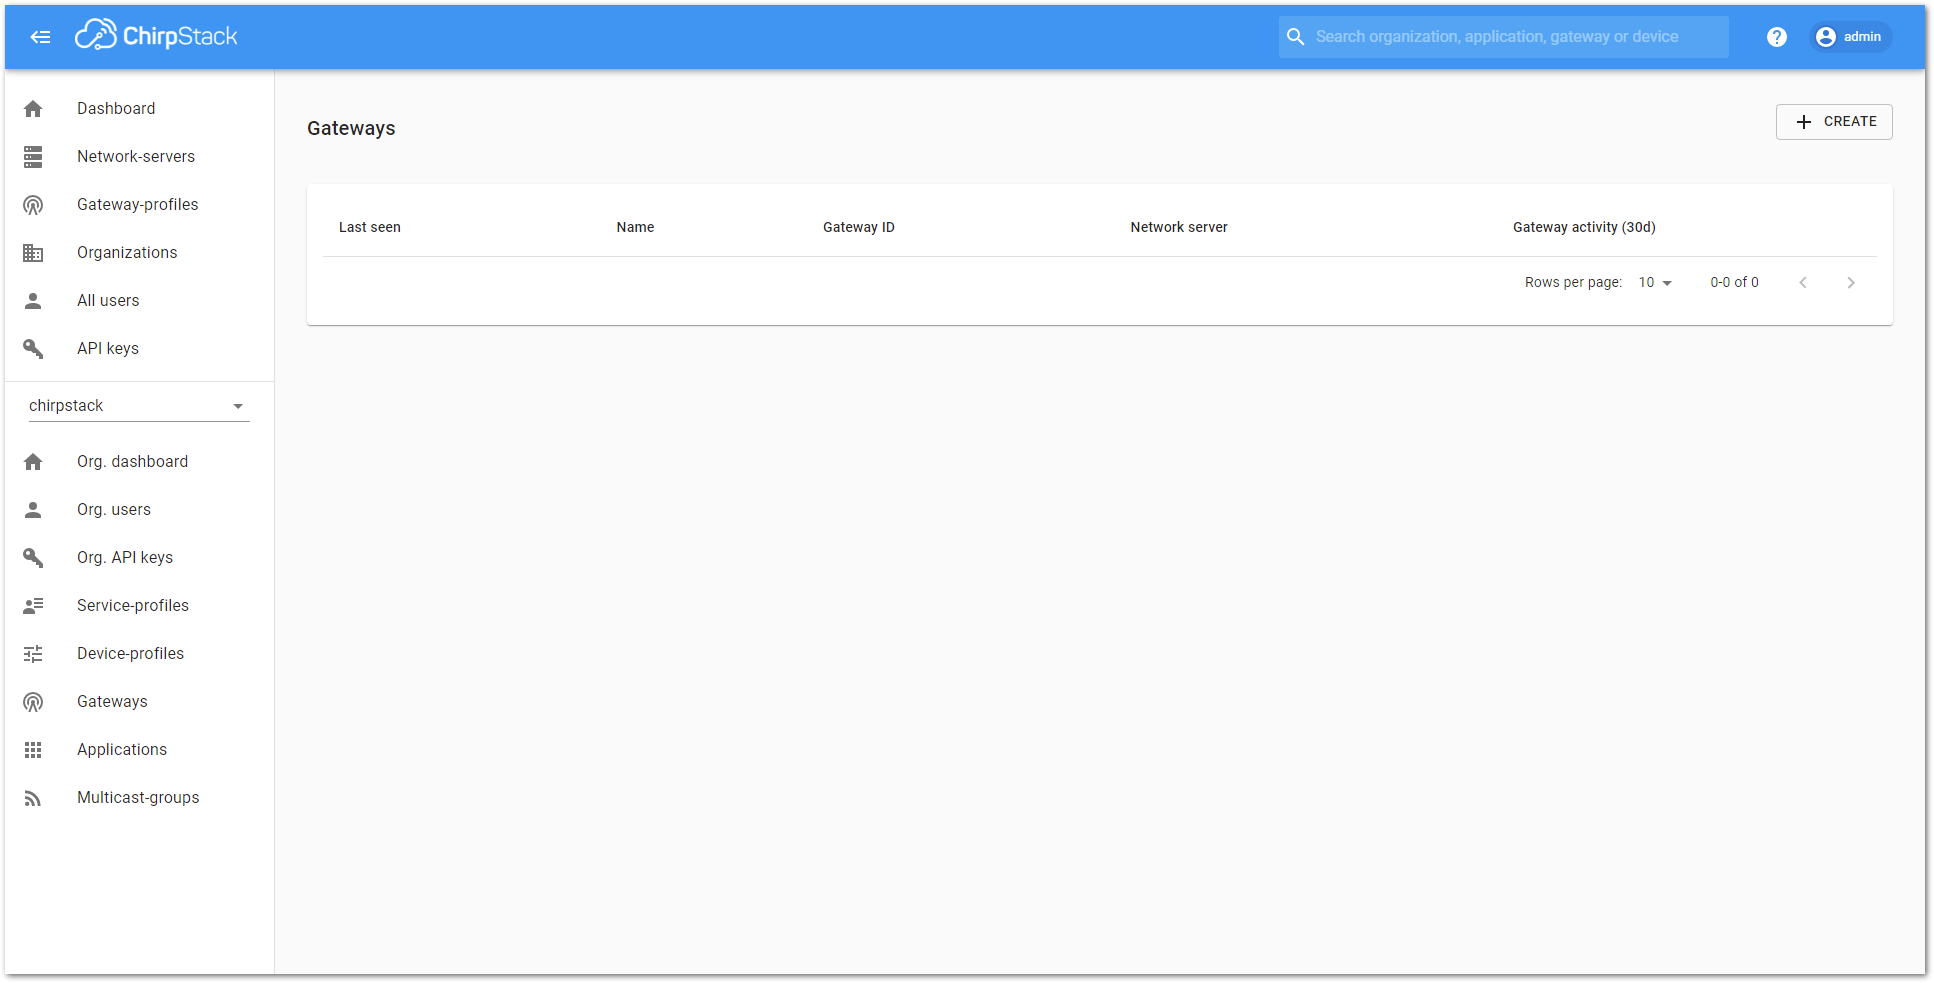 ChirpStack
Search organization, application, gateway or device
?
admin
Dashboard
Network-servers
Gateway-profiles
Organizations
All users
API keys
chirpstack
Org. dashboard
Org. users
Org. API keys
Service-profiles
Device-profiles
Gateways
Applications
Multicast-groups
Gateways
+ CREATE
Last seen Name Gateway ID Network server Gateway activity (30d)
Rows per page: 10 0-0 of 0